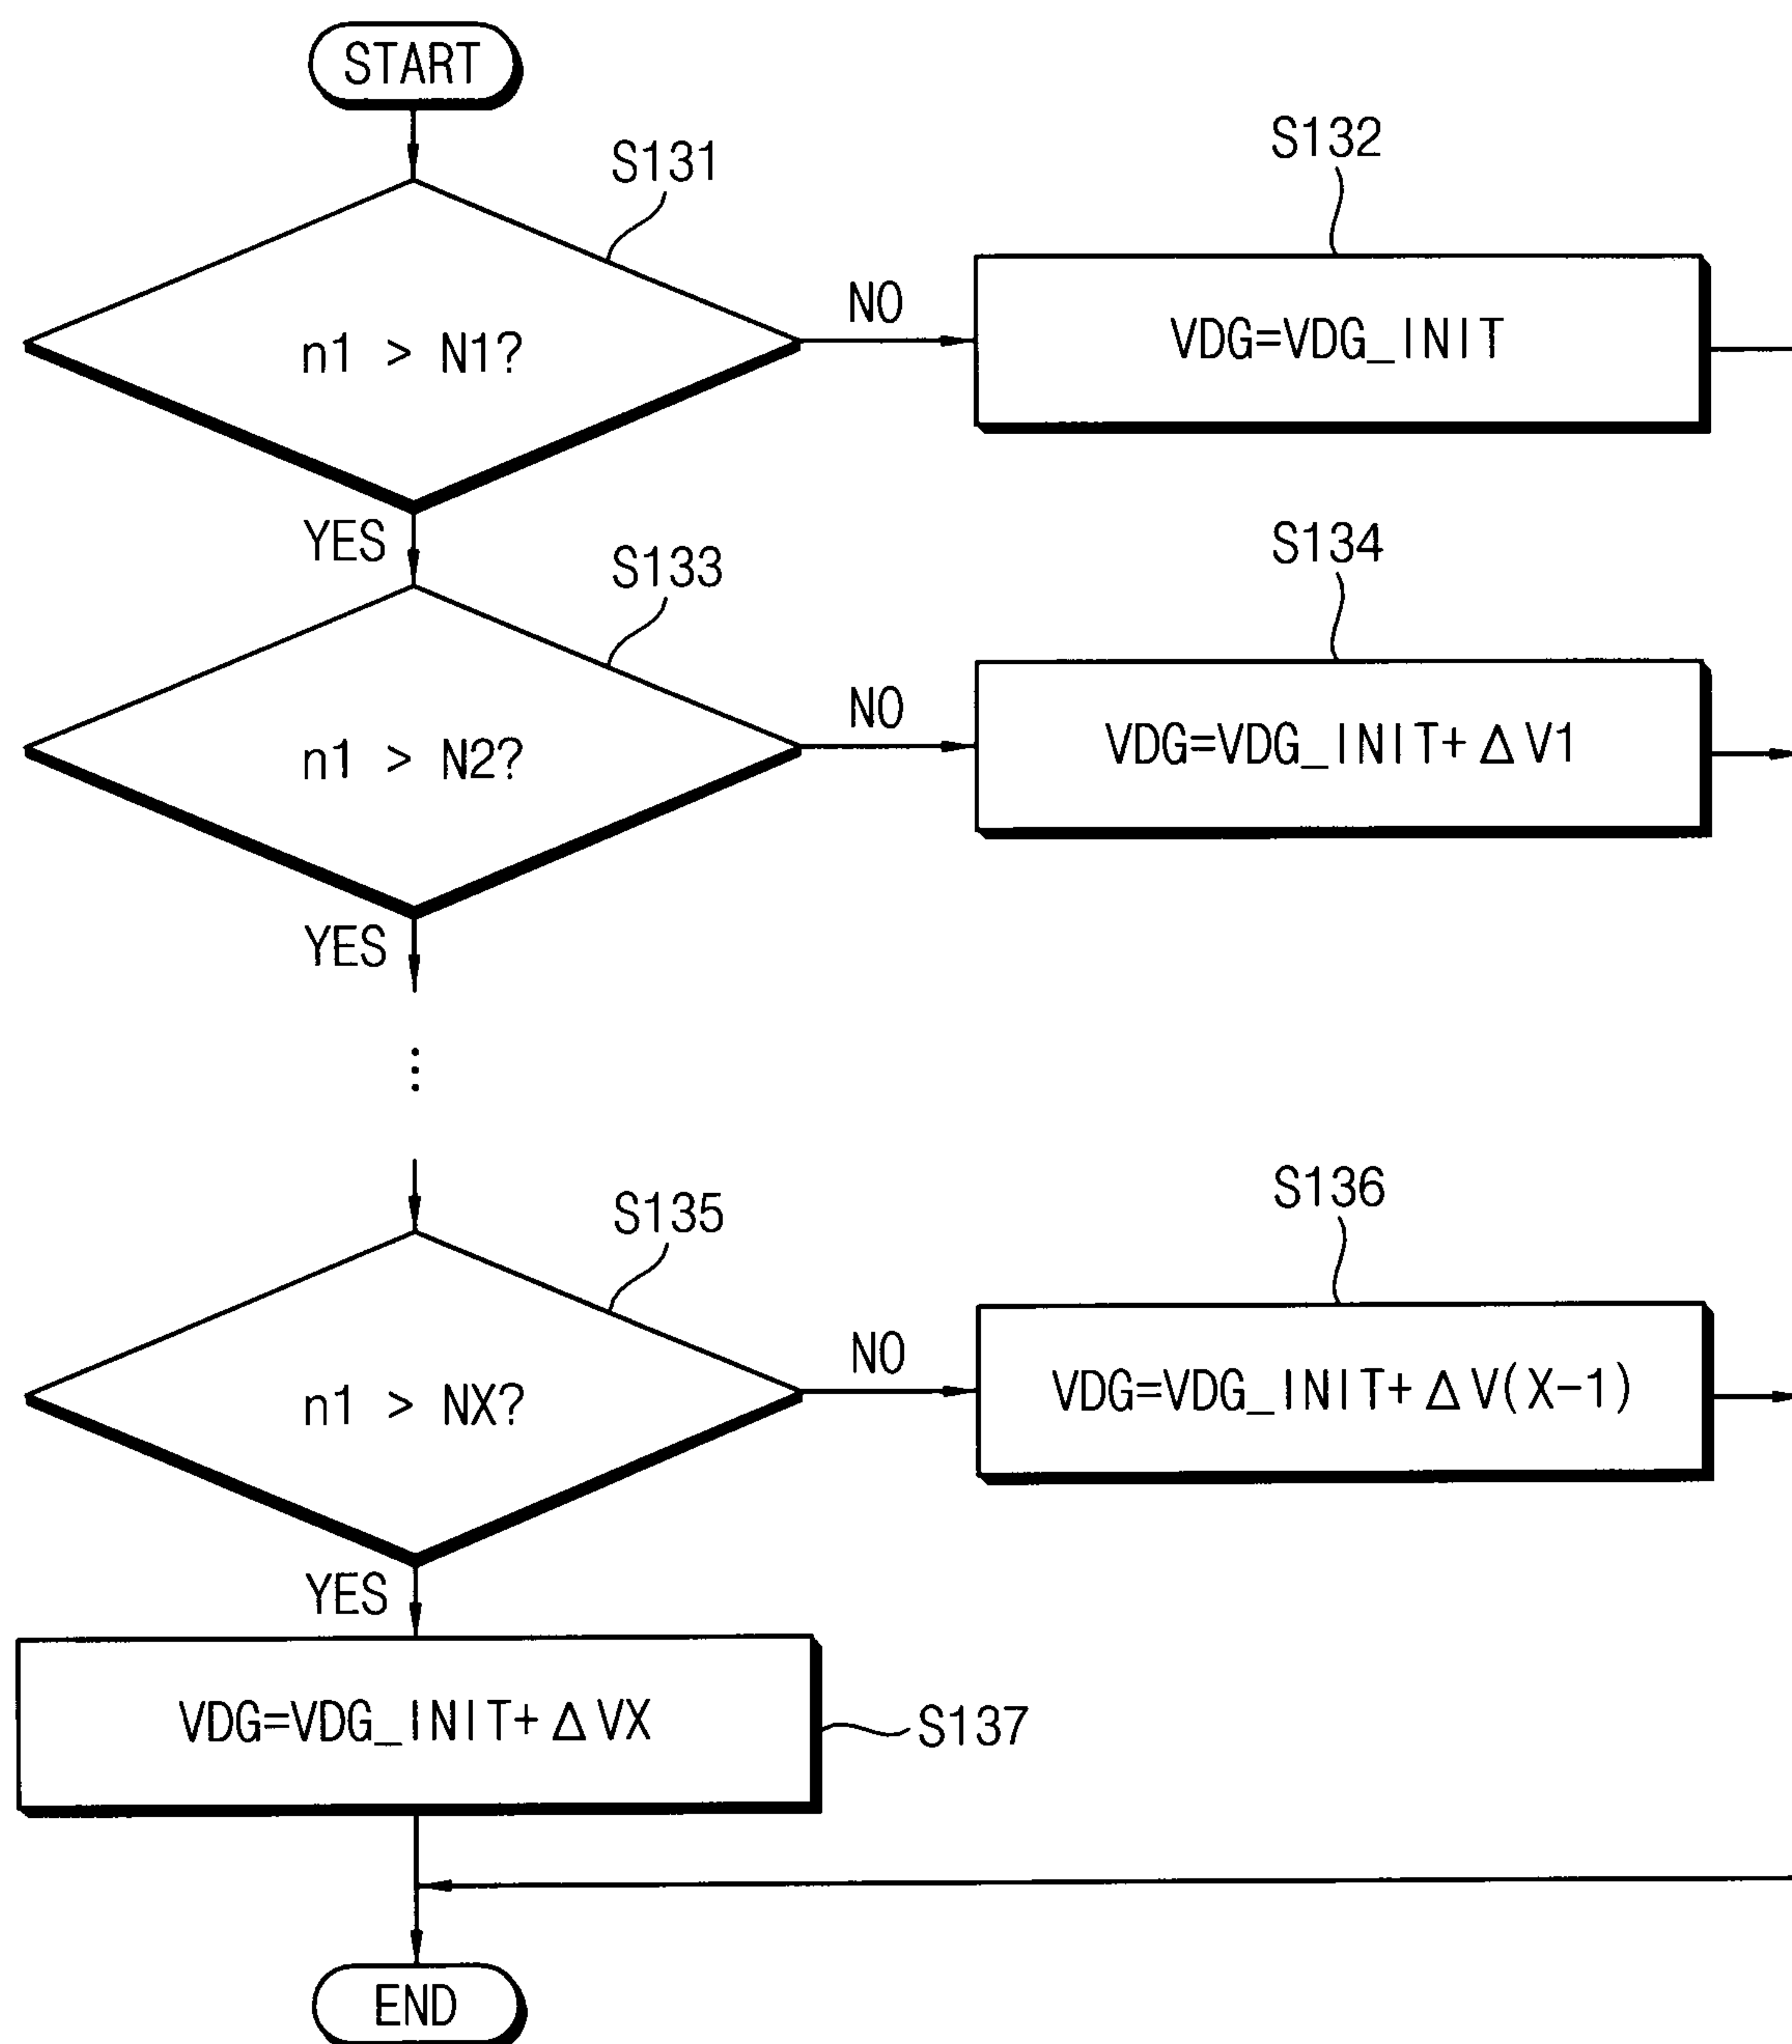 START
S131
S132
n1 > N1?
NO
VDG=VDG_INIT
YES
S133
S134
n1 > N2?
NO
VDG=VDG_INIT+ΔV1
YES
⋮
S135
S136
n1 > NX?
NO
VDG=VDG_INIT+ΔV(X-1)
YES
VDG=VDG_INIT+ΔVX
S137
END